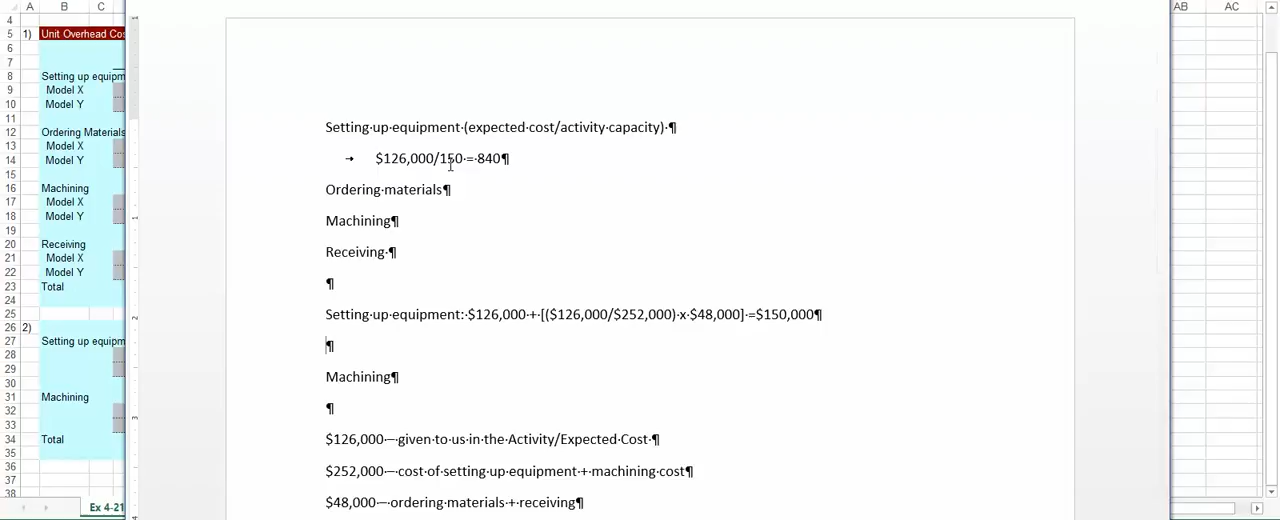 A B C AB AC
4
5 1) Unit Overhead Cos
6
7
8 Setting up equipm
9 Model X
10 Model Y
11
12 Ordering Materials
13 Model X
14 Model Y
15
16 Machining
17 Model X
18 Model Y
19
20 Receiving
21 Model X
22 Model Y
23 Total
24
25
26 2)
27 Setting up equipm
28
29
30
31 Machining
32
33
34 Total
35
36
37
38
Ex 4-21
Setting·up·equipment·(expected·cost/activity·capacity)·¶
→ $126,000/150·=·840¶
Ordering·materials¶
Machining¶
Receiving·¶
¶
Setting·up·equipment:·$126,000·+·[($126,000/$252,000)·x·$48,000]·=$150,000¶
¶
Machining¶
¶
$126,000·–·given·to·us·in·the·Activity/Expected·Cost·¶
$252,000·–·cost·of·setting·up·equipment·+·machining·cost¶
$48,000·–·ordering·materials·+·receiving¶